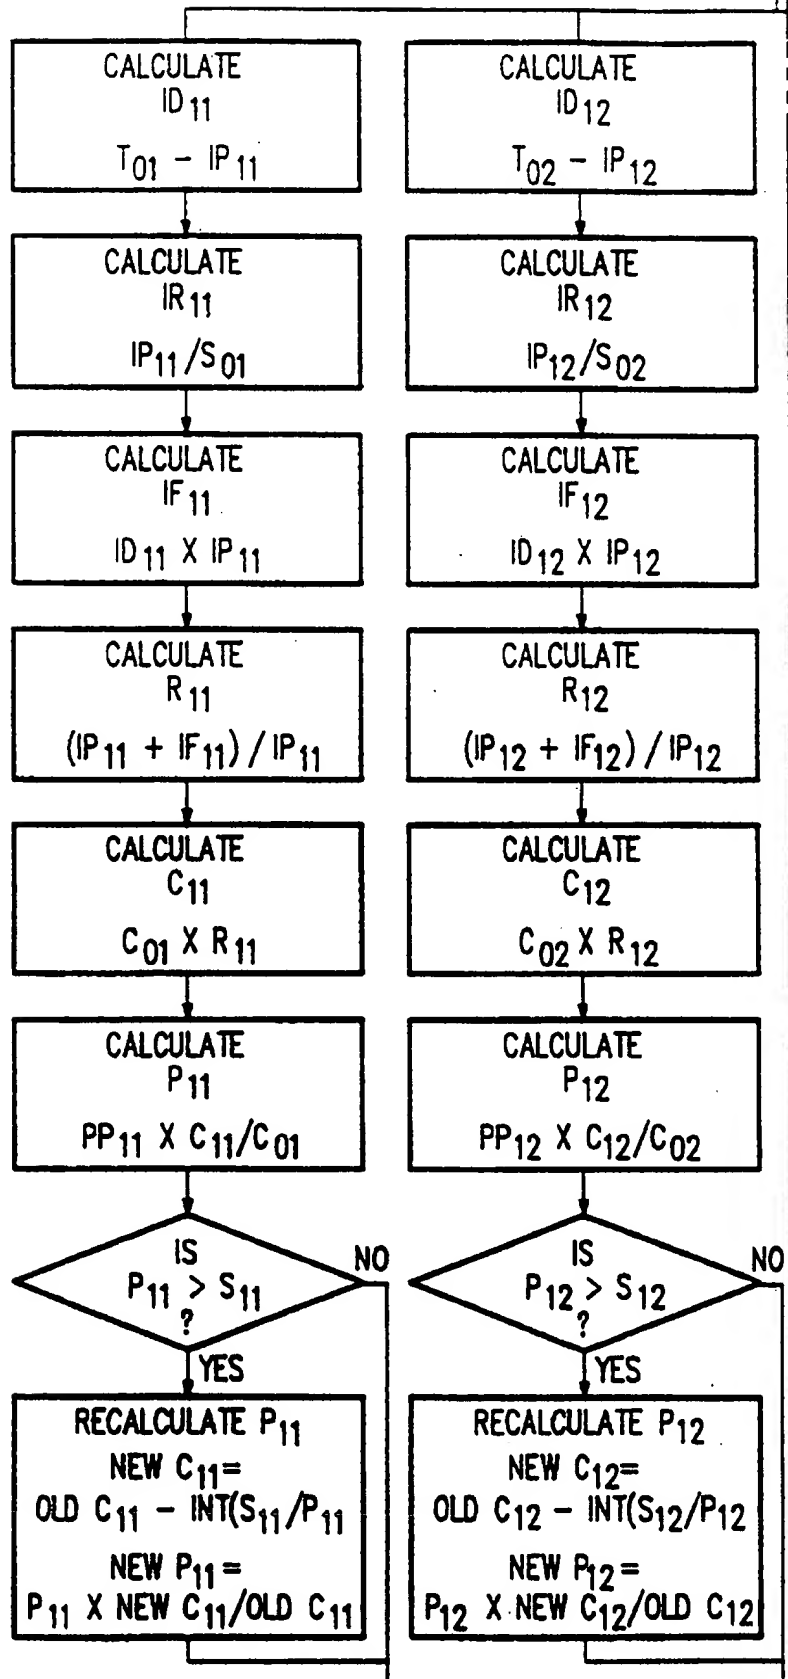 CALCULATE
ID11
T01 – IP11
CALCULATE
IR11
IP11/S01
CALCULATE
IF11
ID11 X IP11
CALCULATE
R11
(IP11 + IF11) / IP11
CALCULATE
C11
C01 X R11
CALCULATE
P11
PP11 X C11/C01
IS
P11 > S11
?
NO
YES
RECALCULATE P11
NEW C11=
OLD C11 – INT(S11/P11
NEW P11=
P11 X NEW C11/OLD C11
CALCULATE
ID12
T02 – IP12
CALCULATE
IR12
IP12/S02
CALCULATE
IF12
ID12 X IP12
CALCULATE
R12
(IP12 + IF12) / IP12
CALCULATE
C12
C02 X R12
CALCULATE
P12
PP12 X C12/C02
IS
P12 > S12
?
NO
YES
RECALCULATE P12
NEW C12=
OLD C12 – INT(S12/P12
NEW P12=
P12 X NEW C12/OLD C12